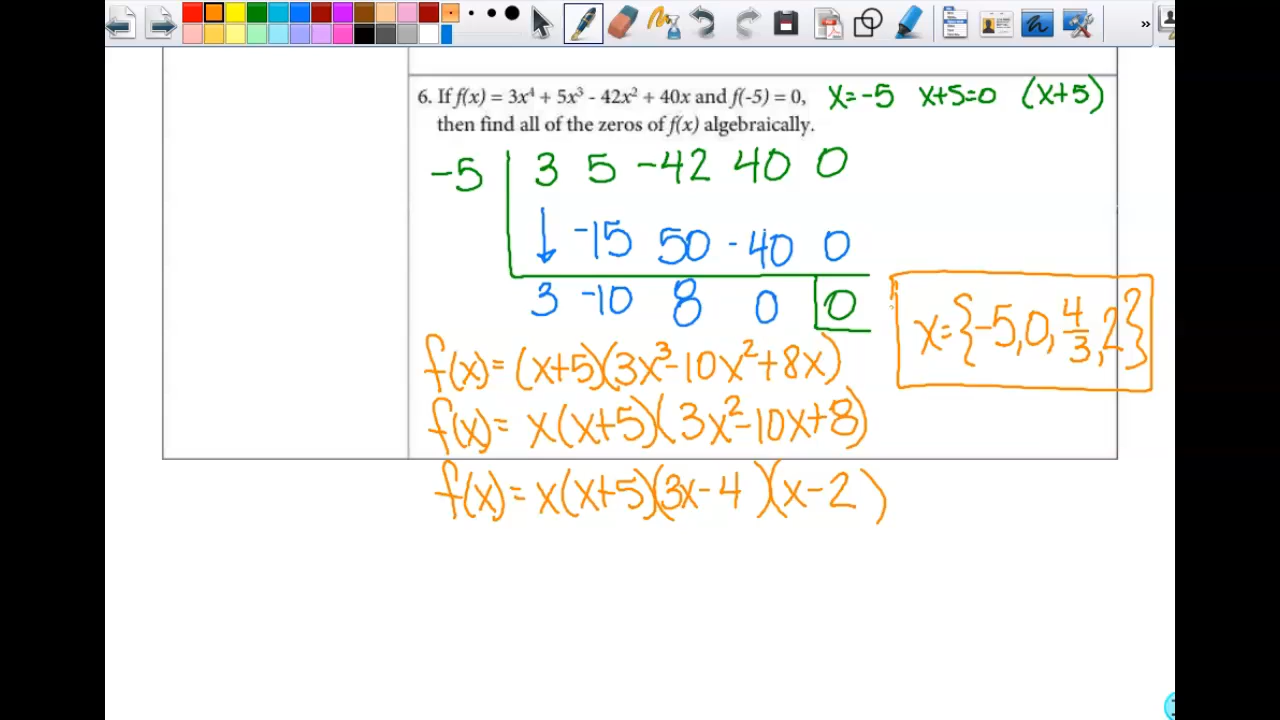 6. If f(x) = 3x⁴ + 5x³ - 42x² + 40x and f(-5) = 0, x=-5 x+5=0 (x+5)
then find all of the zeros of f(x) algebraically.
-5 3 5 -42 40 0
-15 50 -40 0
3 -10 8 0 0
x={-5,0,4/3,2}
f(x)=(x+5)(3x³-10x²+8x)
f(x)= x(x+5)(3x²-10x+8)
f(x)= x(x+5)(3x-4)(x-2)